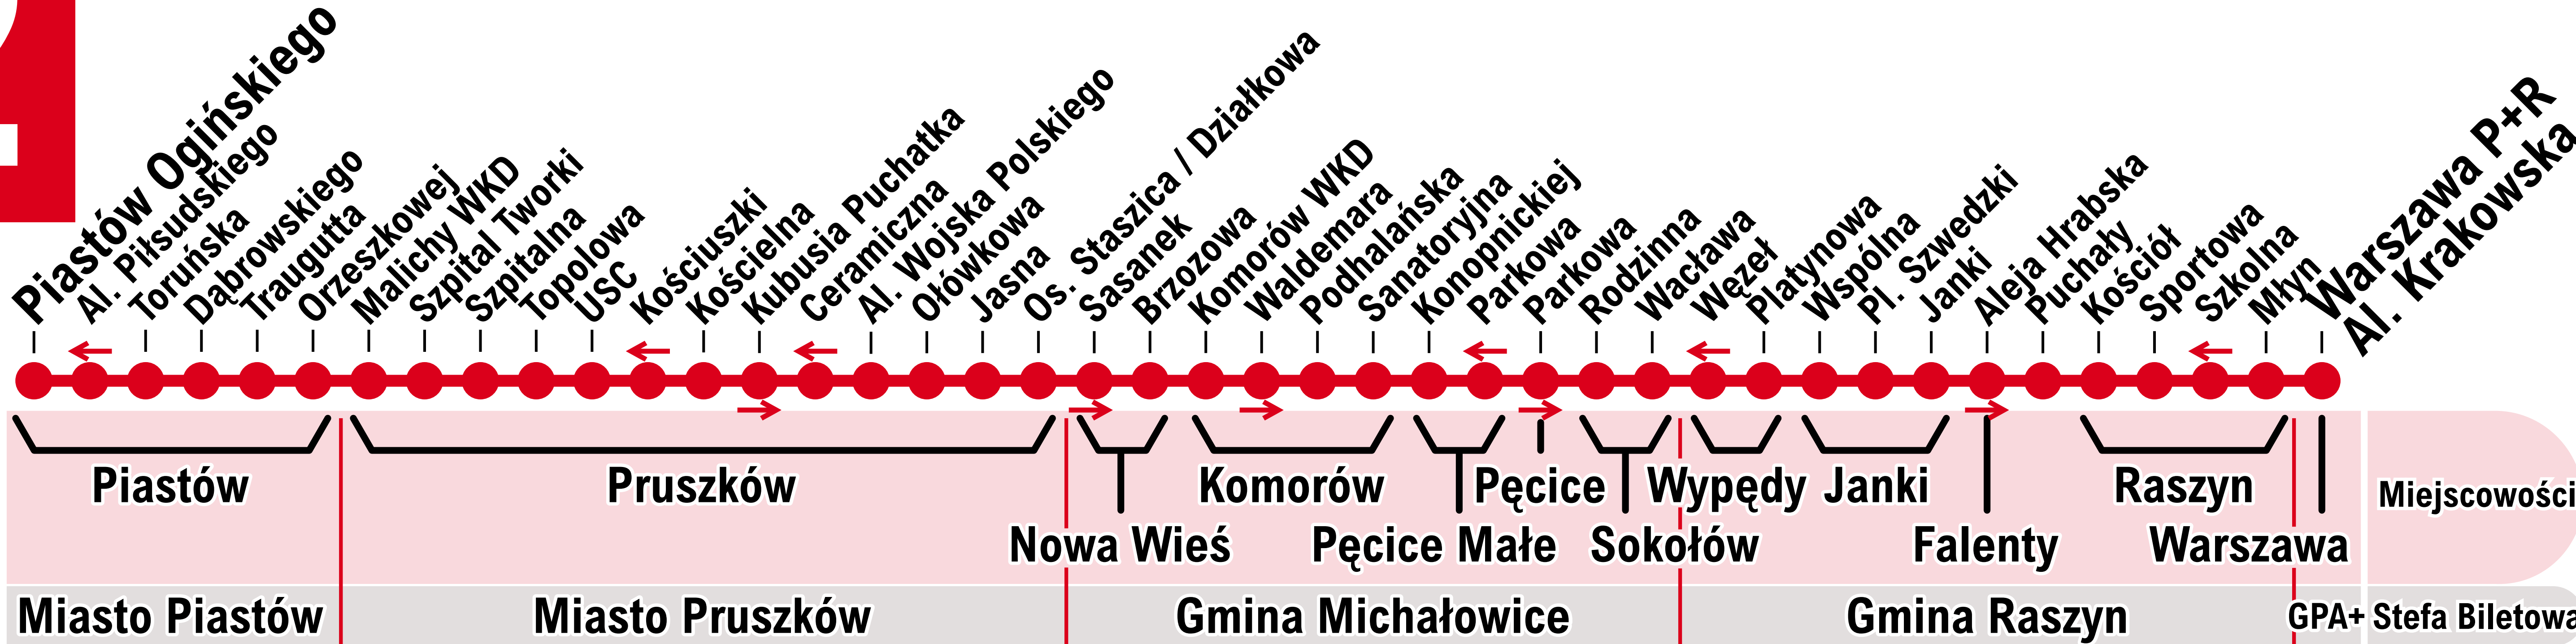 Piastów Ogińskiego
Al. Piłsudskiego
Toruńska
Dąbrowskiego
Traugutta
Orzeszkowej
Malichy WKD
Szpital Tworki
Szpitalna
Topolowa
USC
Kościuszki
Kościelna
Kubusia Puchatka
Ceramiczna
Al. Wojska Polskiego
Ołówkowa
Jasna
Os. Staszica / Działkowa
Sasanek
Brzozowa
Komorów WKD
Waldemara
Podhalańska
Sanatoryjna
Konopnickiej
Parkowa
Parkowa
Rodzinna
Wacława
Węzeł
Platynowa
Wspólna
Pl. Szwedzki
Janki
Aleja Hrabska
Puchały
Kościół
Sportowa
Szkolna
Młyn
Warszawa P+R
Al. Krakowska
Piastów Pruszków Komorów Pęcice Wypędy Janki Raszyn Miejscowości
Nowa Wieś Pęcice Małe Sokołów Falenty Warszawa
Miasto Piastów Miasto Pruszków Gmina Michałowice Gmina Raszyn GPA+ Stefa Biletowa